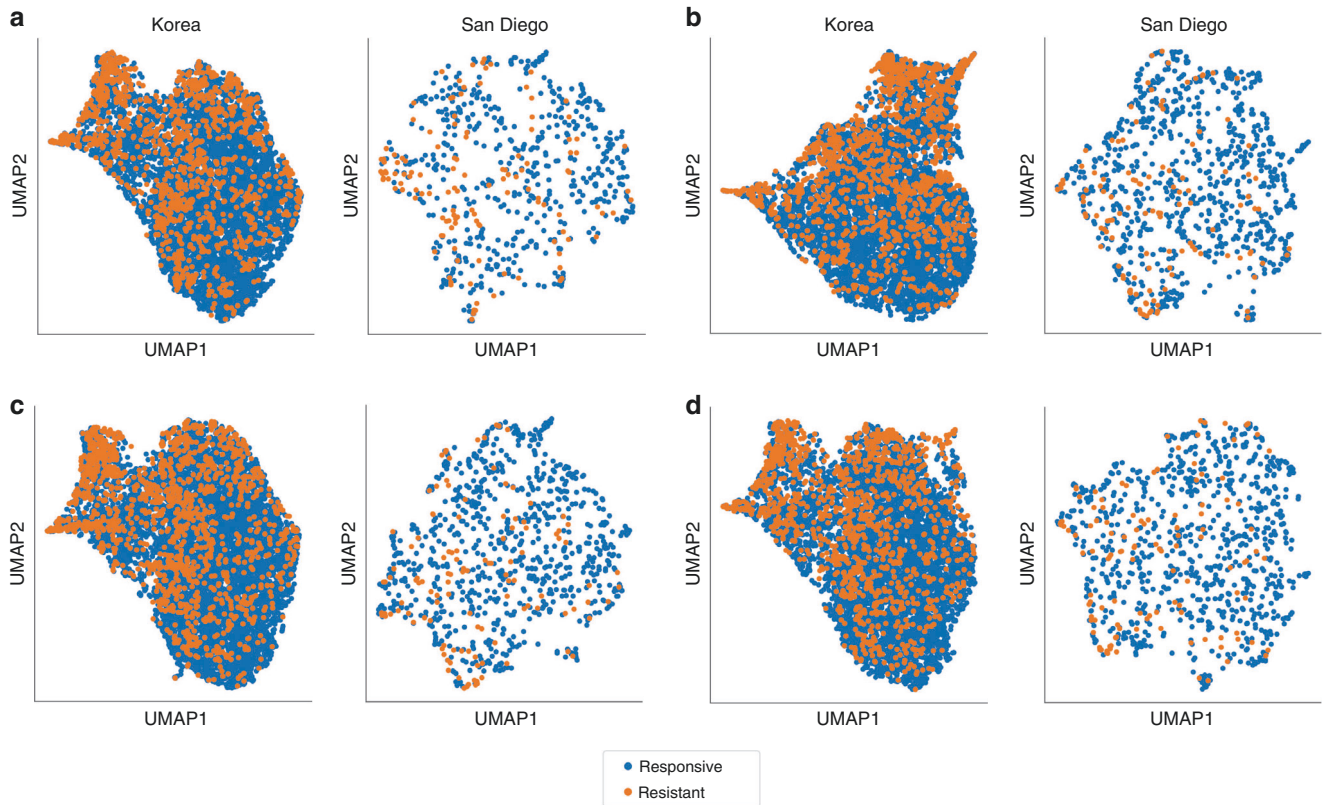 a
Korea
San Diego
UMAP2
UMAP2
UMAP1
UMAP1
b
Korea
San Diego
UMAP2
UMAP2
UMAP1
UMAP1
c
UMAP2
UMAP2
UMAP1
UMAP1
d
UMAP2
UMAP2
UMAP1
UMAP1
Responsive
Resistant